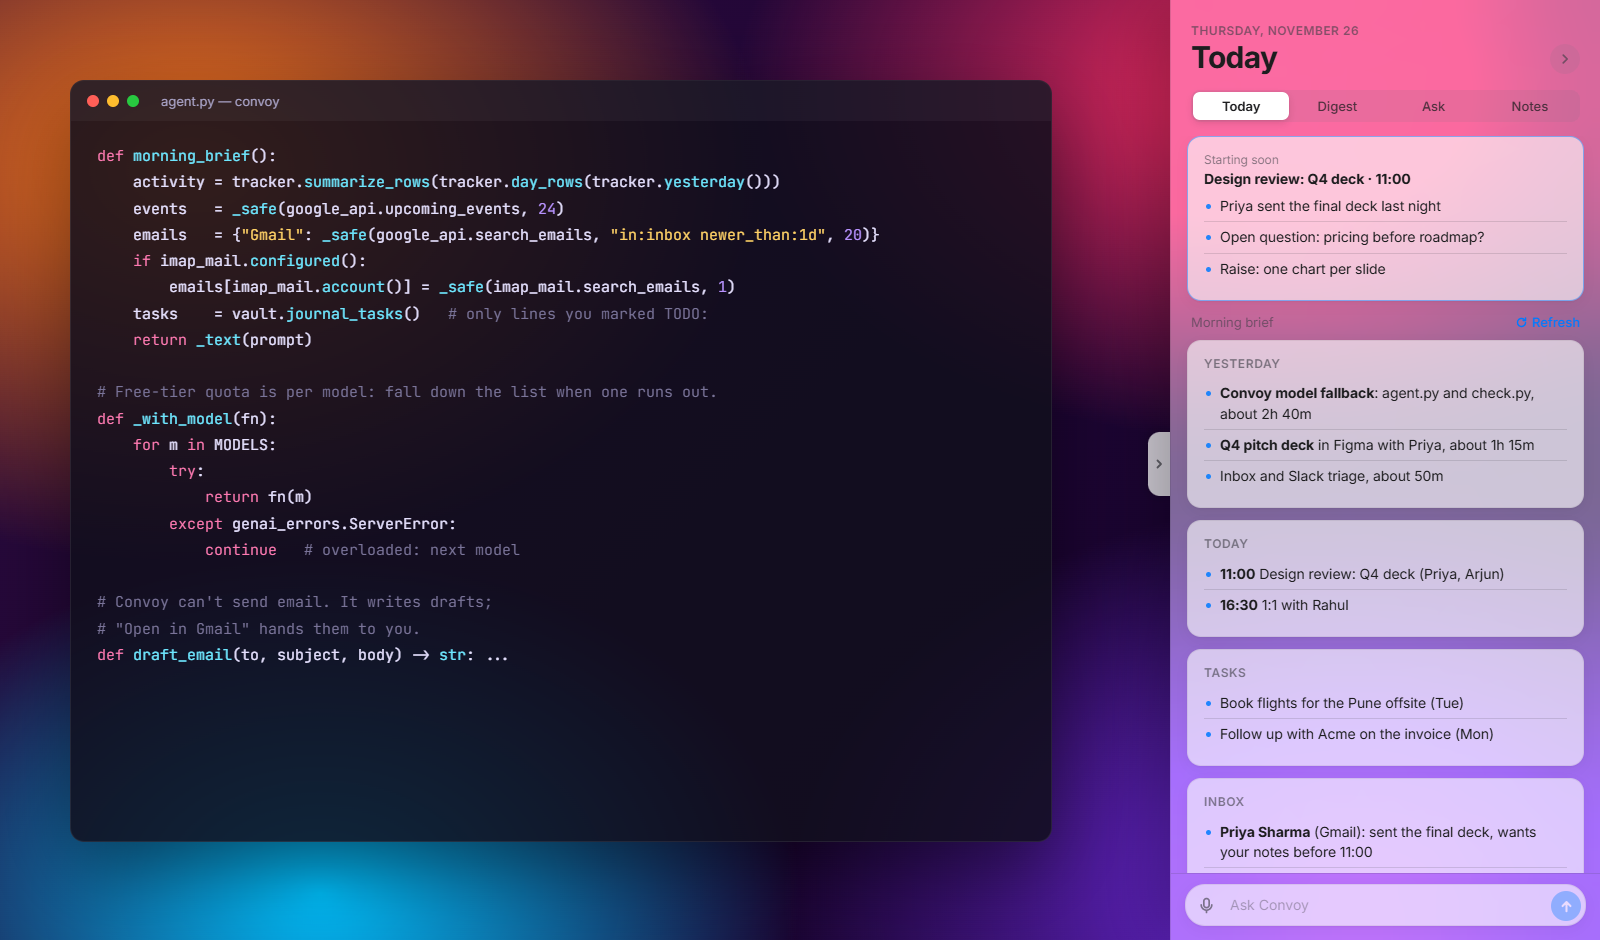 agent.py — convoy
def morning_brief():
    activity = tracker.summarize_rows(tracker.day_rows(tracker.yesterday()))
    events   = _safe(google_api.upcoming_events, 24)
    emails   = {"Gmail": _safe(google_api.search_emails, "in:inbox newer_than:1d", 20)}
    if imap_mail.configured():
        emails[imap_mail.account()] = _safe(imap_mail.search_emails, 1)
    tasks    = vault.journal_tasks()   # only lines you marked TODO:
    return _text(prompt)
# Free-tier quota is per model: fall down the list when one runs out.
def _with_model(fn):
    for m in MODELS:
        try:
            return fn(m)
        except genai_errors.ServerError:
            continue   # overloaded: next model
# Convoy can't send email. It writes drafts;
# "Open in Gmail" hands them to you.
def draft_email(to, subject, body) -> str: ...
THURSDAY, NOVEMBER 26
Today
Today Digest Ask Notes
Starting soon
Design review: Q4 deck · 11:00
Priya sent the final deck last night
Open question: pricing before roadmap?
Raise: one chart per slide
Morning brief Refresh
YESTERDAY
Convoy model fallback: agent.py and check.py,
about 2h 40m
Q4 pitch deck in Figma with Priya, about 1h 15m
Inbox and Slack triage, about 50m
TODAY
11:00 Design review: Q4 deck (Priya, Arjun)
16:30 1:1 with Rahul
TASKS
Book flights for the Pune offsite (Tue)
Follow up with Acme on the invoice (Mon)
INBOX
Priya Sharma (Gmail): sent the final deck, wants
your notes before 11:00
Ask Convoy